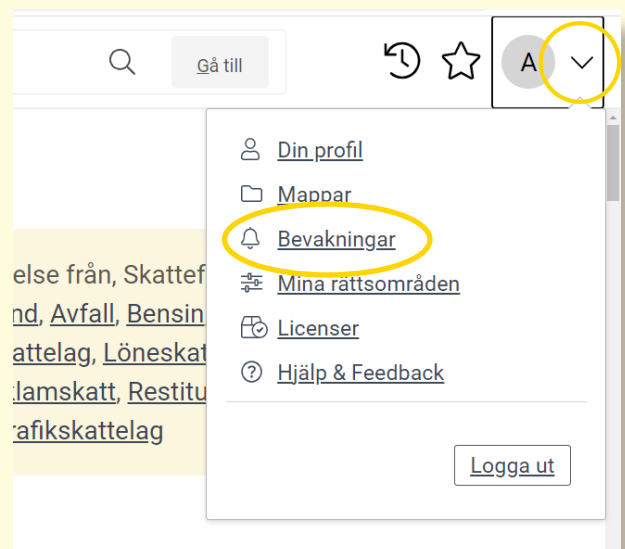 Gå till
A
Din profil
Mappar
Bevakningar
Mina rättsområden
Licenser
Hjälp & Feedback
Logga ut
else från, Skattef
nd, Avfall, Bensin
attelag, Löneskat
klamskatt, Restitu
rafikskattelag